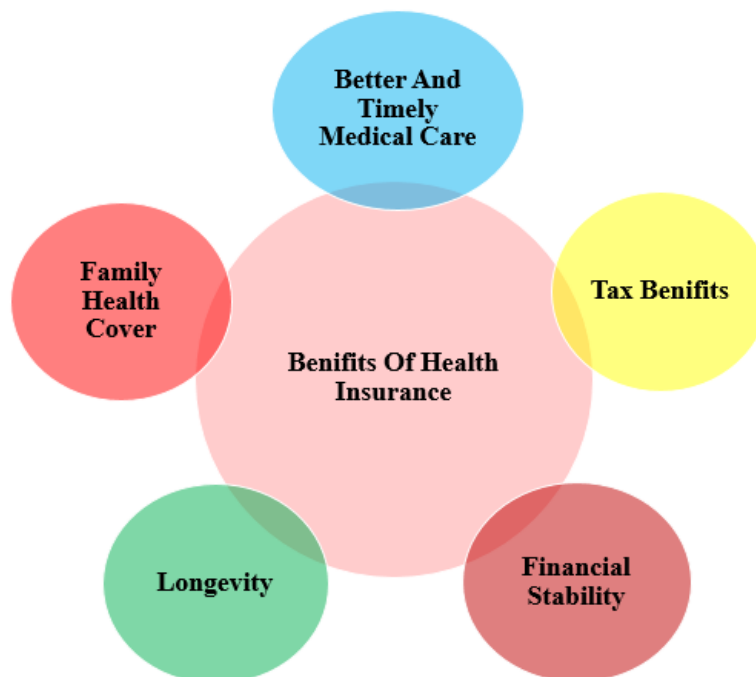 Better And
Timely
Medical Care
Family
Health
Cover
Tax Benifits
Benifits Of Health
Insurance
Longevity
Financial
Stability